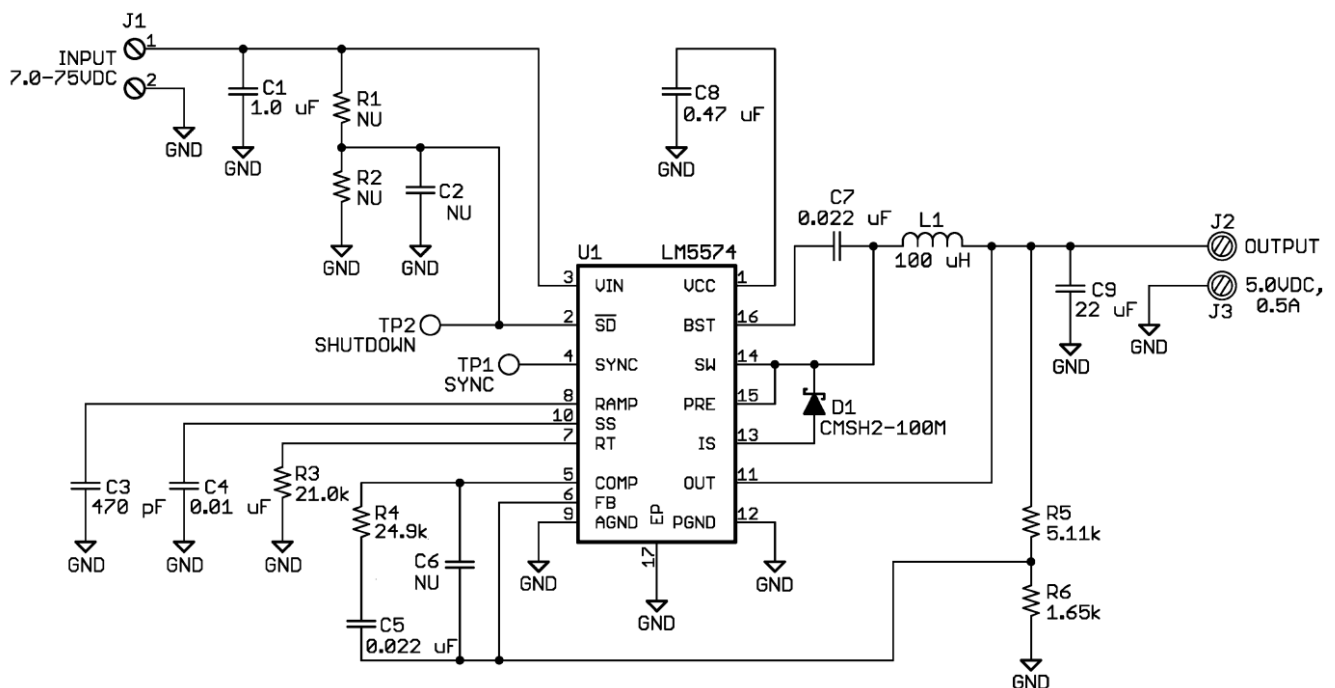 J1
INPUT
7.0-75VDC
1
2
GND
C1
1.0 uF
GND
R1
NU
R2
NU
GND
C2
NU
GND
C8
0.47 uF
GND
C7
0.022 uF
L1
100 uH
J2
OUTPUT
J3
5.0VDC,
0.5A
GND
C9
22 uF
GND
U1
LM5574
3
VIN
VCC
1
TP2
SHUTDOWN
2
SD
BST
16
TP1
SYNC
4
SYNC
SW
14
8
RAMP
PRE
15
10
SS
7
RT
IS
13
D1
CMSH2-100M
5
COMP
OUT
11
6
FB
9
AGND
EP
PGND
12
17
GND
GND
GND
C3
470 pF
GND
C4
0.01 uF
GND
R3
21.0k
GND
R4
24.9k
C6
NU
C5
0.022 uF
R5
5.11k
R6
1.65k
GND